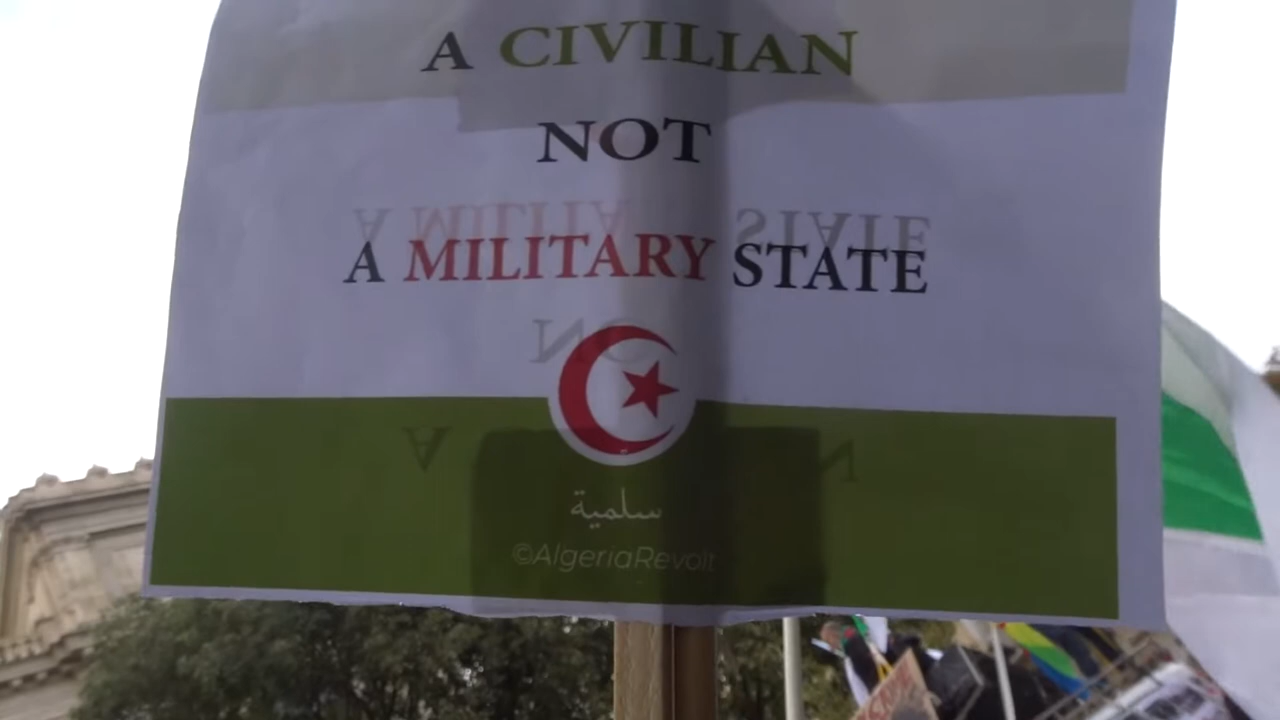 A CIVILIAN
NOT
A MILITARY STATE
سلمية
©AlgeriaRevolt